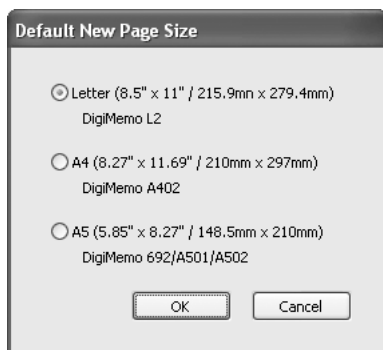 Default New Page Size
Letter (8.5" x 11" / 215.9mn x 279.4mm)
DigiMemo L2
A4 (8.27" x 11.69" / 210mm x 297mm)
DigiMemo A402
A5 (5.85" x 8.27" / 148.5mm x 210mm)
DigiMemo 692/A501/A502
OK Cancel